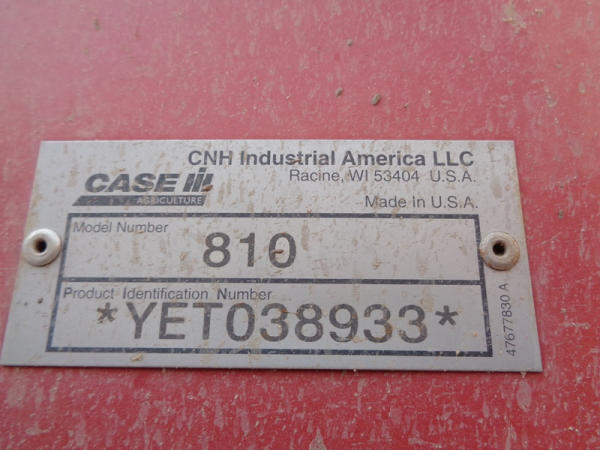 CNH Industrial America LLC
Racine, WI 53404 U.S.A.
CASE IH
AGRICULTURE
Made In U.S.A.
Model Number
810
Product Identification Number
*YET038933*
47677830 A